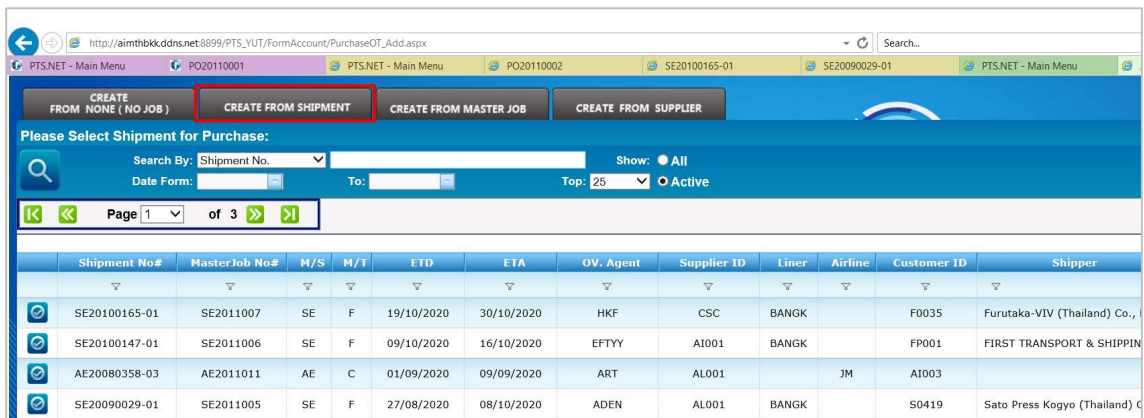 http://aimthbkk.ddns.net:8899/PTS_YUT/FormAccount/PurchaseOT_Add.aspx Search...
PTS.NET - Main Menu PO20110001 PTS.NET - Main Menu PO20110002 SE20100165-01 SE20090029-01 PTS.NET - Main Menu
CREATE FROM NONE ( NO JOB ) CREATE FROM SHIPMENT CREATE FROM MASTER JOB CREATE FROM SUPPLIER
Please Select Shipment for Purchase:
Search By: Shipment No. Show: All
Date Form: To: Top: 25 Active
Page 1 of 3
Shipment No# MasterJob No# M/S M/T ETD ETA OV. Agent Supplier ID Liner Airline Customer ID Shipper
SE20100165-01 SE2011007 SE F 19/10/2020 30/10/2020 HKF CSC BANGK F0035 Furutaka-VIV (Thailand) Co.,
SE20100147-01 SE2011006 SE F 09/10/2020 16/10/2020 EFTYY AI001 BANGK FP001 FIRST TRANSPORT & SHIPPIN
AE20080358-03 AE2011011 AE C 01/09/2020 09/09/2020 ART AL001 JM AI003
SE20090029-01 SE2011005 SE F 27/08/2020 08/10/2020 ADEN AL001 BANGK S0419 Sato Press Kogyo (Thailand)